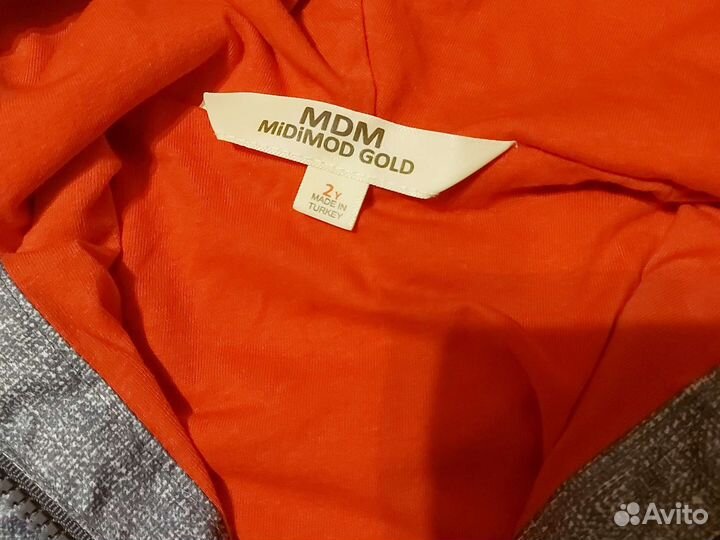 MDM
MiDiMOD GOLD
2Y
MADE IN
TURKEY
Avito